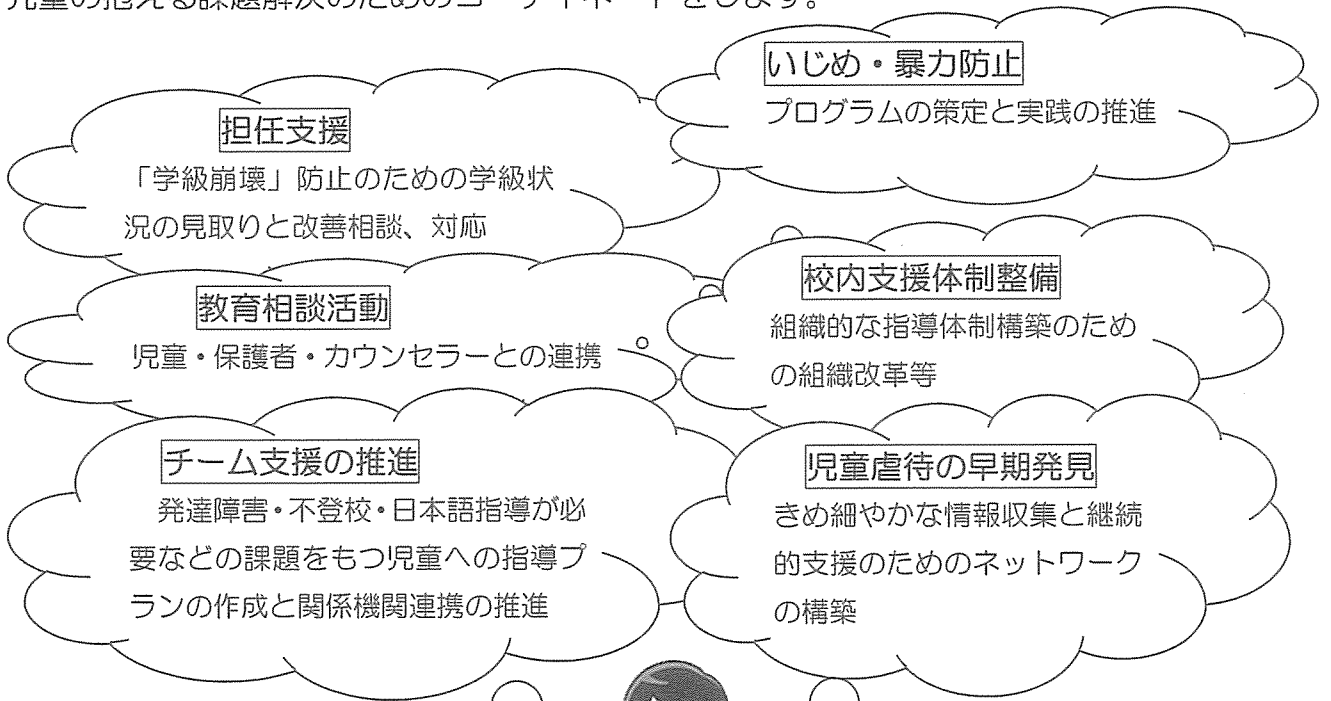 児童の抱える課題解決のためのコーディネートをします。
いじめ・暴力防止
プログラムの策定と実践の推進
担任支援
「学級崩壊」防止のための学級状
況の見取りと改善相談、対応
校内支援体制整備
組織的な指導体制構築のため
の組織改革等
教育相談活動
児童・保護者・カウンセラーとの連携
チーム支援の推進
発達障害・不登校・日本語指導が必
要などの課題をもつ児童への指導プ
ランの作成と関係機関連携の推進
児童虐待の早期発見
きめ細やかな情報収集と継続
的支援のためのネットワーク
の構築